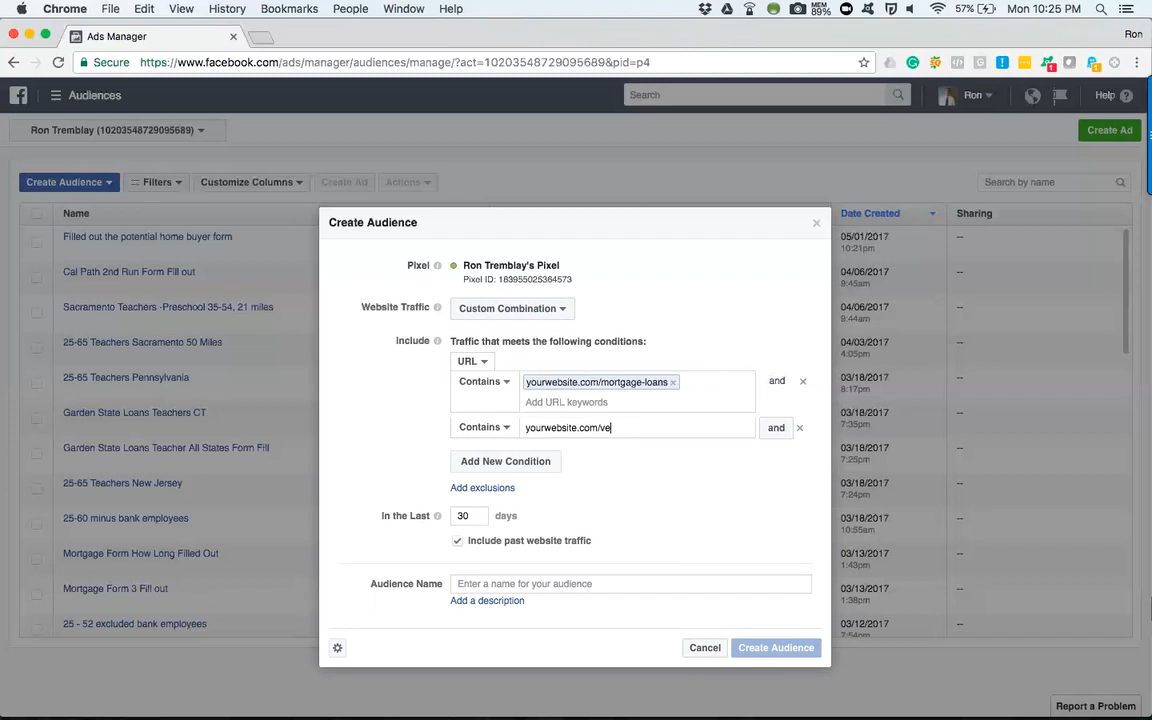 Chrome File Edit View History Bookmarks People Window Help MEM 89% 57% Mon 10:25 PM
Ads Manager Ron
Secure https://www.facebook.com/ads/manager/audiences/manage/?act=10203548729095689&pid=p4
Audiences Search Ron Help
Ron Tremblay (10203548729095689) Create Ad
Create Audience Filters Customize Columns Create Ad Actions Search by name
Name Date Created Sharing
Filled out the potential home buyer form 05/01/2017 --
10:21pm
Cal Path 2nd Run Form Fill out 04/06/2017 --
9:45am
Sacramento Teachers -Preschool 35-54, 21 miles 04/06/2017 --
9:44am
25-65 Teachers Sacramento 50 Miles 04/03/2017 --
4:05pm
25-65 Teachers Pennsylvania 03/18/2017 --
8:17pm
Garden State Loans Teachers CT 03/18/2017 --
7:35pm
Garden State Loans Teacher All States Form Fill 03/18/2017 --
7:25pm
25-65 Teachers New Jersey 03/18/2017 --
7:24pm
25-60 minus bank employees 03/18/2017 --
10:55am
Mortgage Form How Long Filled Out 03/13/2017 --
1:43pm
Mortgage Form 3 Fill out 03/13/2017 --
1:38pm
25 - 52 excluded bank employees 03/12/2017 --
7:54pm
Create Audience
Pixel Ron Tremblay's Pixel
Pixel ID: 183955025364573
Website Traffic Custom Combination
Include Traffic that meets the following conditions:
URL
Contains yourwebsite.com/mortgage-loans and
Add URL keywords
Contains yourwebsite.com/ve and
Add New Condition
Add exclusions
In the Last 30 days
Include past website traffic
Audience Name Enter a name for your audience
Add a description
Cancel Create Audience
Report a Problem